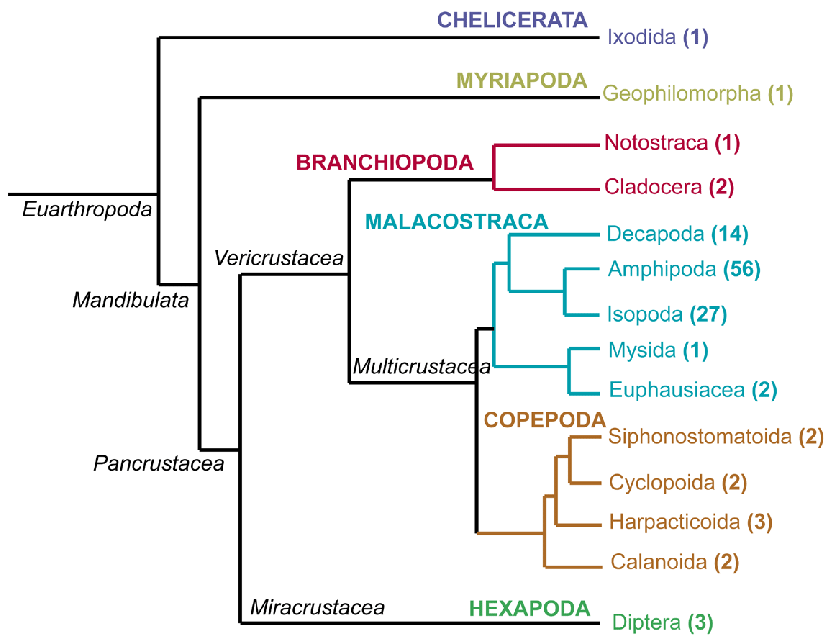 CHELICERATA
Ixodida (1)
MYRIAPODA
Geophilomorpha (1)
Notostraca (1)
BRANCHIOPODA
Cladocera (2)
Euarthropoda
MALACOSTRACA
Decapoda (14)
Vericrustacea
Amphipoda (56)
Mandibulata
Isopoda (27)
Mysida (1)
Multicrustacea
Euphausiacea (2)
COPEPODA
Siphonostomatoida (2)
Pancrustacea
Cyclopoida (2)
Harpacticoida (3)
Calanoida (2)
Miracrustacea
HEXAPODA
Diptera (3)